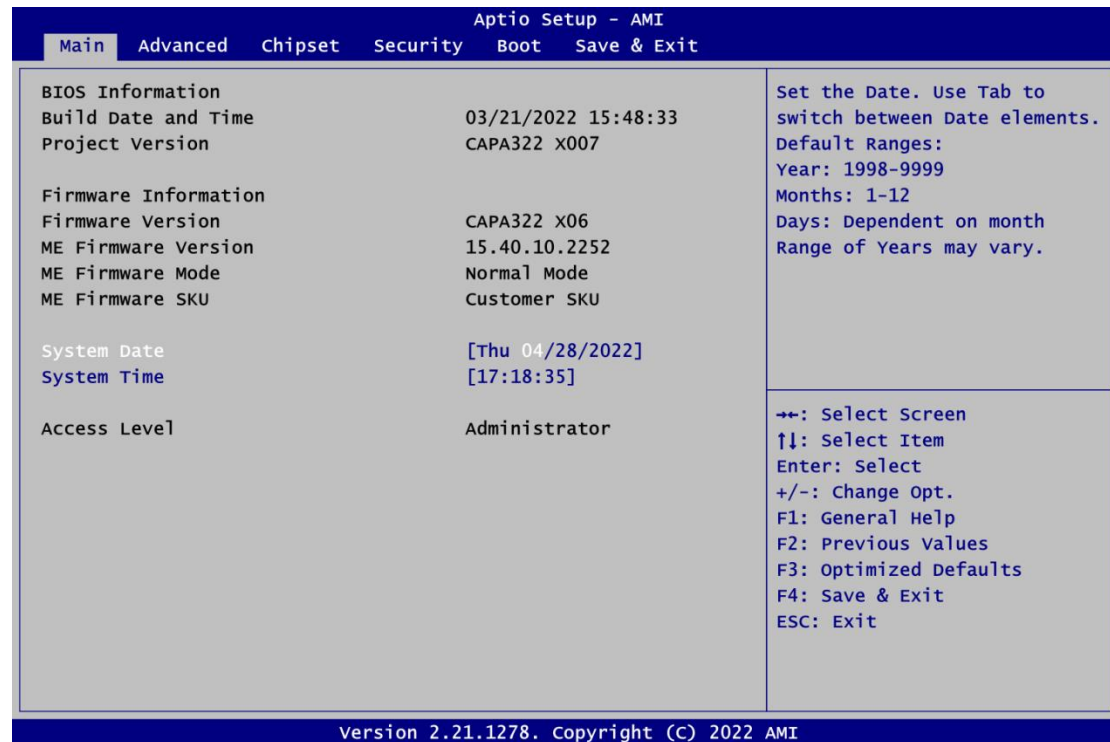 Aptio Setup - AMI
Main Advanced Chipset Security Boot Save & Exit
BIOS Information
Build Date and Time 03/21/2022 15:48:33
Project Version CAPA322 X007
Firmware Information
Firmware Version CAPA322 X06
ME Firmware Version 15.40.10.2252
ME Firmware Mode Normal Mode
ME Firmware SKU Customer SKU
System Date [Thu 04/28/2022]
System Time [17:18:35]
Access Level Administrator
Set the Date. Use Tab to
switch between Date elements.
Default Ranges:
Year: 1998-9999
Months: 1-12
Days: Dependent on month
Range of Years may vary.
→←: Select Screen
↑↓: Select Item
Enter: Select
+/-: Change Opt.
F1: General Help
F2: Previous Values
F3: Optimized Defaults
F4: Save & Exit
ESC: Exit
Version 2.21.1278. Copyright (C) 2022 AMI